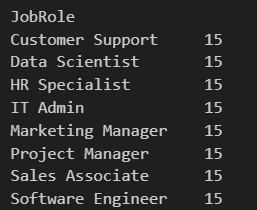 JobRole
Customer Support     15
Data Scientist       15
HR Specialist        15
IT Admin             15
Marketing Manager    15
Project Manager      15
Sales Associate      15
Software Engineer    15